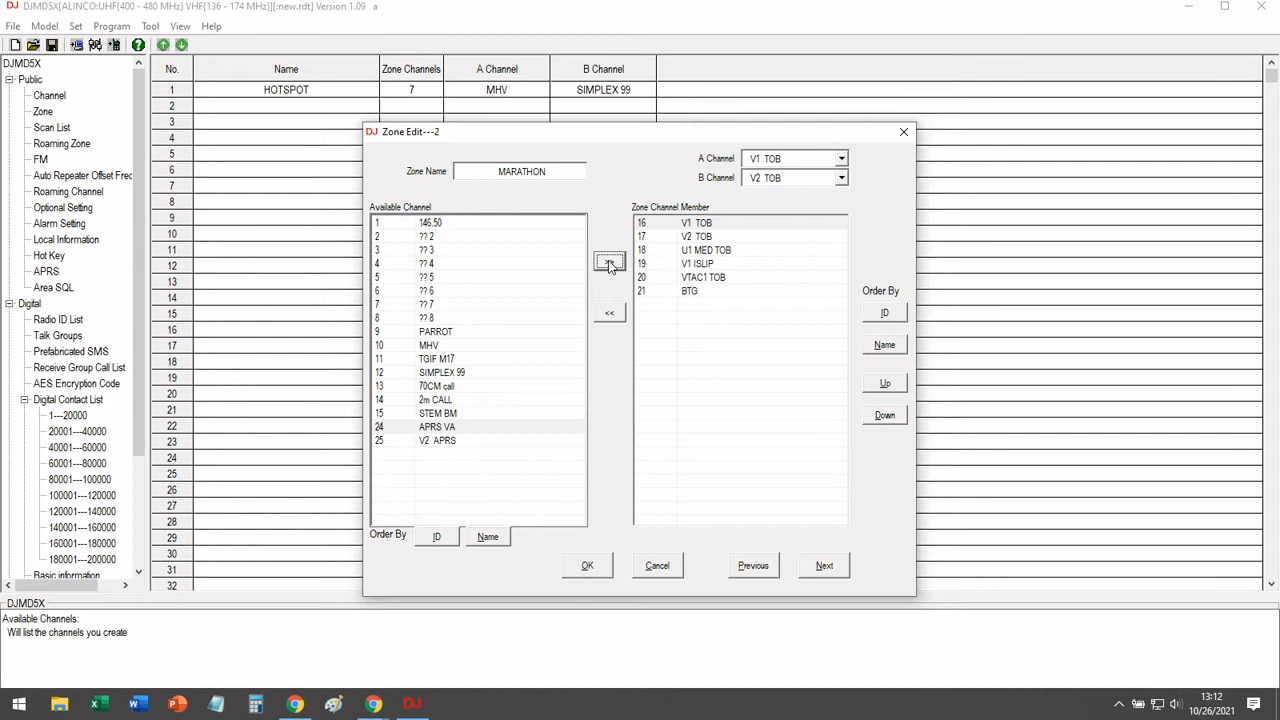 DJ DJMD5X[ALINCO:UHF(400 - 480 MHz) VHF(136 - 174 MHz)][:new.rdt] Version 1.09 a
File Model Set Program Tool View Help
DJMD5X
Public
Channel
Zone
Scan List
Roaming Zone
FM
Auto Repeater Offset Frec
Roaming Channel
Optional Setting
Alarm Setting
Local Information
Hot Key
APRS
Area SQL
Digital
Radio ID List
Talk Groups
Prefabricated SMS
Receive Group Call List
AES Encryption Code
Digital Contact List
1---20000
20001---40000
40001---60000
60001---80000
80001---100000
100001---120000
120001---140000
140001---160000
160001---180000
180001---200000
Basic information
No. Name Zone Channels A Channel B Channel
1 HOTSPOT 7 MHV SIMPLEX 99
2
3
4
5
6
7
8
9
10
11
12
13
14
15
16
17
18
19
20
21
22
23
24
25
26
27
28
29
30
31
32
DJ Zone Edit---2
Zone Name MARATHON
A Channel V1 TOB
B Channel V2 TOB
Available Channel
1 146.50
2 ?? 2
3 ?? 3
4 ?? 4
5 ?? 5
6 ?? 6
7 ?? 7
8 ?? 8
9 PARROT
10 MHV
11 TGIF M17
12 SIMPLEX 99
13 70CM call
14 2m CALL
15 STEM BM
24 APRS VA
25 V2 APRS
Order By ID Name
>>
<<
Zone Channel Member
16 V1 TOB
17 V2 TOB
18 U1 MED TOB
19 V1 ISLIP
20 VTAC1 TOB
21 BTG
Order By
ID
Name
Up
Down
OK Cancel Previous Next
DJMD5X
Available Channels:
Will list the channels you create
13:12
10/26/2021